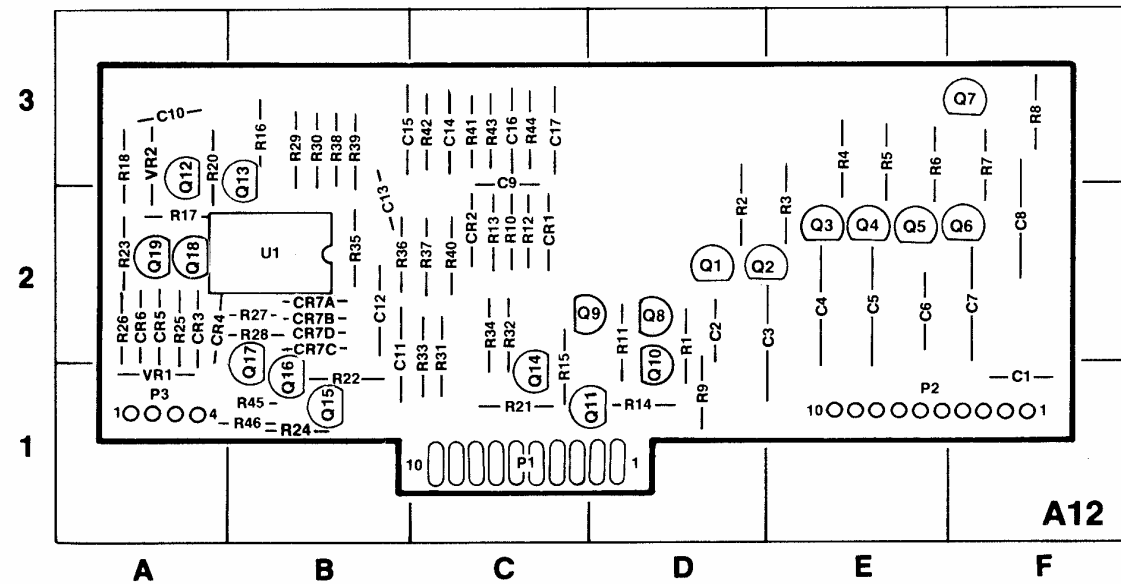 3
C10
R18
VR2
Q12
R20
Q13
R16
R29
R30
R38
R39
C15
R42
C14
R41
R43
C16
R44
C17
Q7
R8
R4
R5
R6
R7
C9
C13
R17
2
R23
Q19
Q18
U1
R35
R36
R37
R40
CR2
R13
R10
R12
CR1
R2
R3
Q3
Q4
Q5
Q6
C8
Q1
Q2
R26
CR6
CR5
R25
CR3
CR4
R27
R28
CR7A
CR7B
CR7D
CR7C
C12
C11
R33
R31
R34
R32
Q9
Q8
R11
R1
C2
C3
C4
C5
C6
C7
VR1
Q17
Q16
R22
Q14
R15
Q10
R9
C1
P3
1
4
R45
R46
Q15
R24
R21
Q11
R14
P2
10
1
1
10
P1
1
A12
A B C D E F